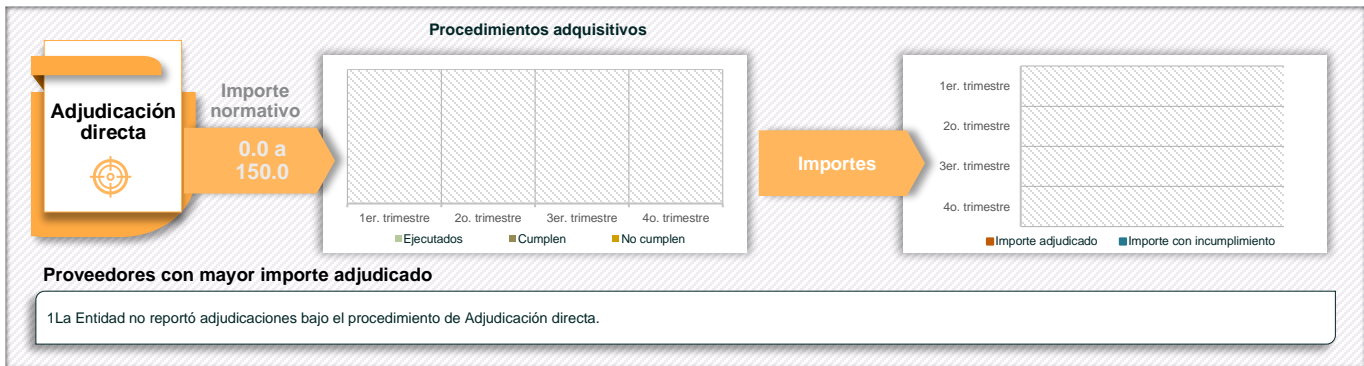 Procedimientos adquisitivos
Adjudicación
directa
Importe
normativo
0.0 a
150.0
1er. trimestre 2o. trimestre 3er. trimestre 4o. trimestre
Ejecutados Cumplen No cumplen
Importes
1er. trimestre
2o. trimestre
3er. trimestre
4o. trimestre
Importe adjudicado Importe con incumplimiento
Proveedores con mayor importe adjudicado
1La Entidad no reportó adjudicaciones bajo el procedimiento de Adjudicación directa.